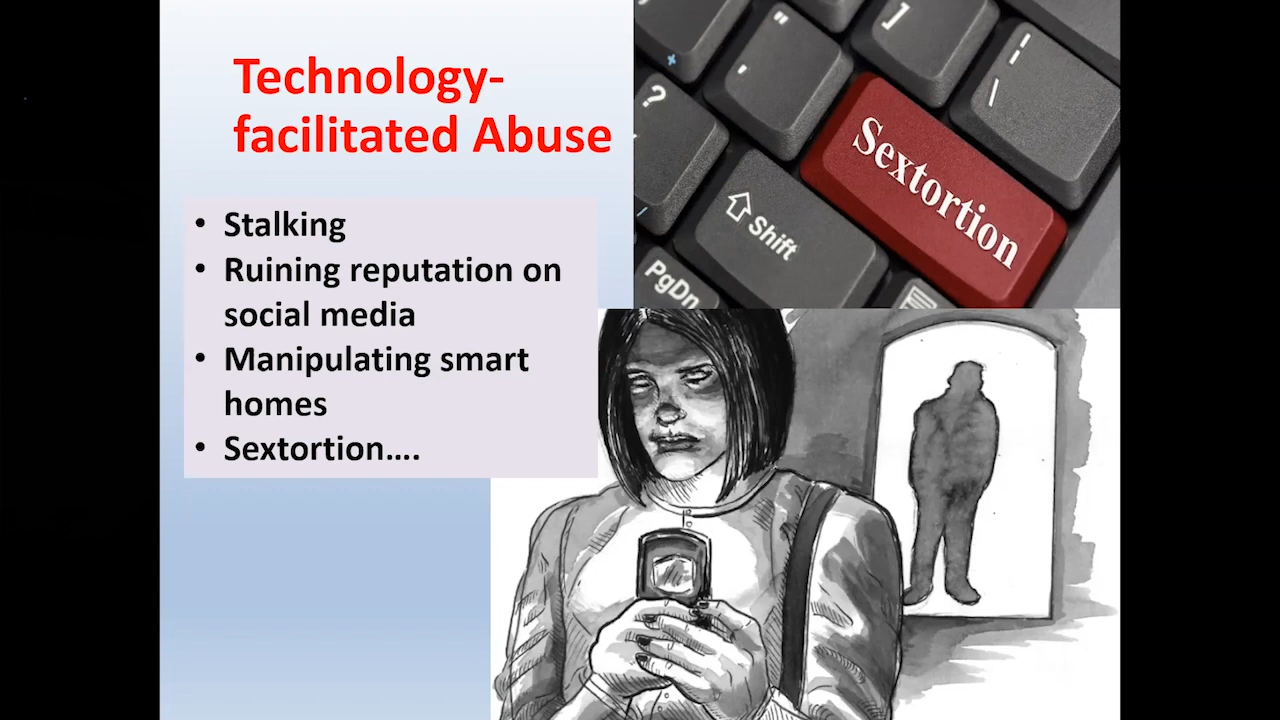 Technology-
facilitated Abuse
• Stalking
• Ruining reputation on
social media
• Manipulating smart
homes
• Sextortion….
"
'
]
?
Sextortion
Shift
PgDn